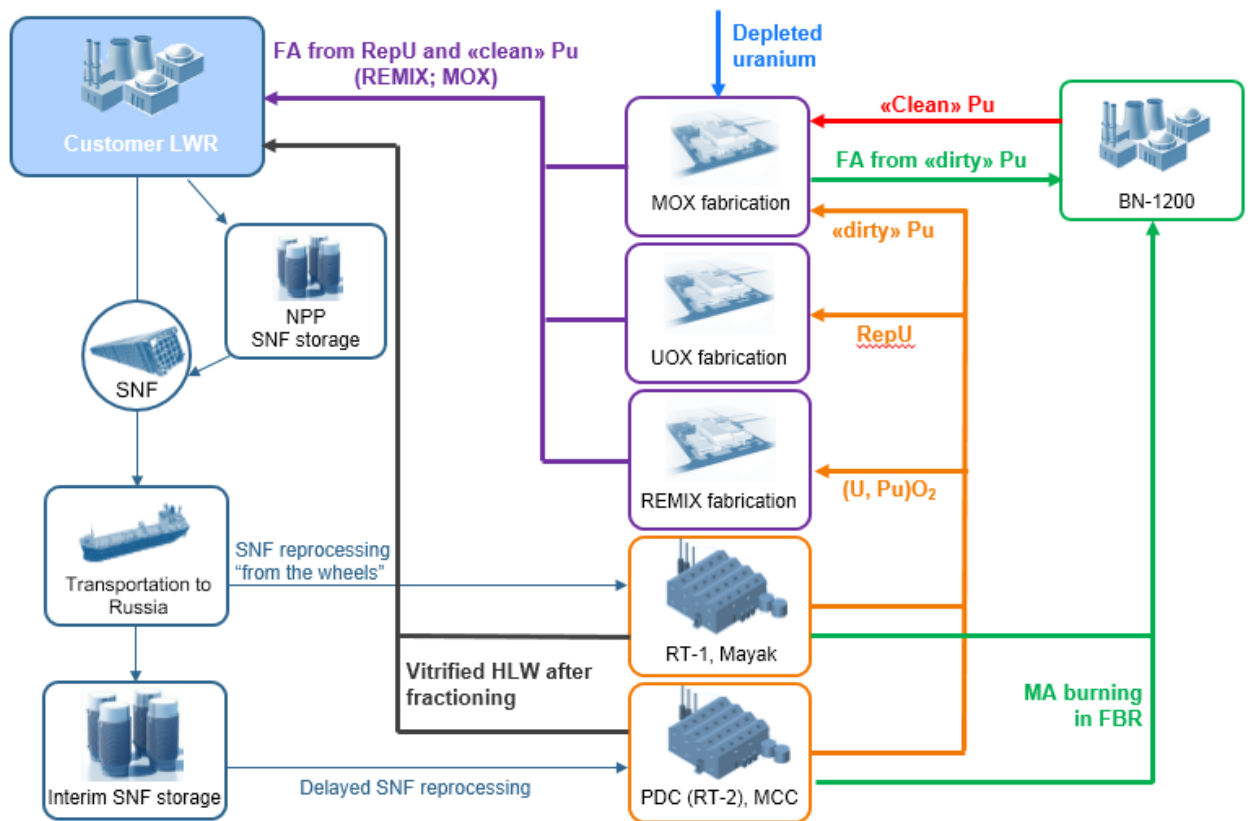 FA from RepU and «clean» Pu
(REMIX; MOX)
Depleted
uranium
Customer LWR
«Clean» Pu
FA from «dirty» Pu
MOX fabrication
BN-1200
«dirty» Pu
NPP
SNF storage
RepU
UOX fabrication
SNF
(U, Pu)O₂
REMIX fabrication
SNF reprocessing
“from the wheels”
Transportation to
Russia
RT-1, Mayak
Vitrified HLW after
fractioning
MA burning
in FBR
Interim SNF storage
Delayed SNF reprocessing
PDC (RT-2), MCC